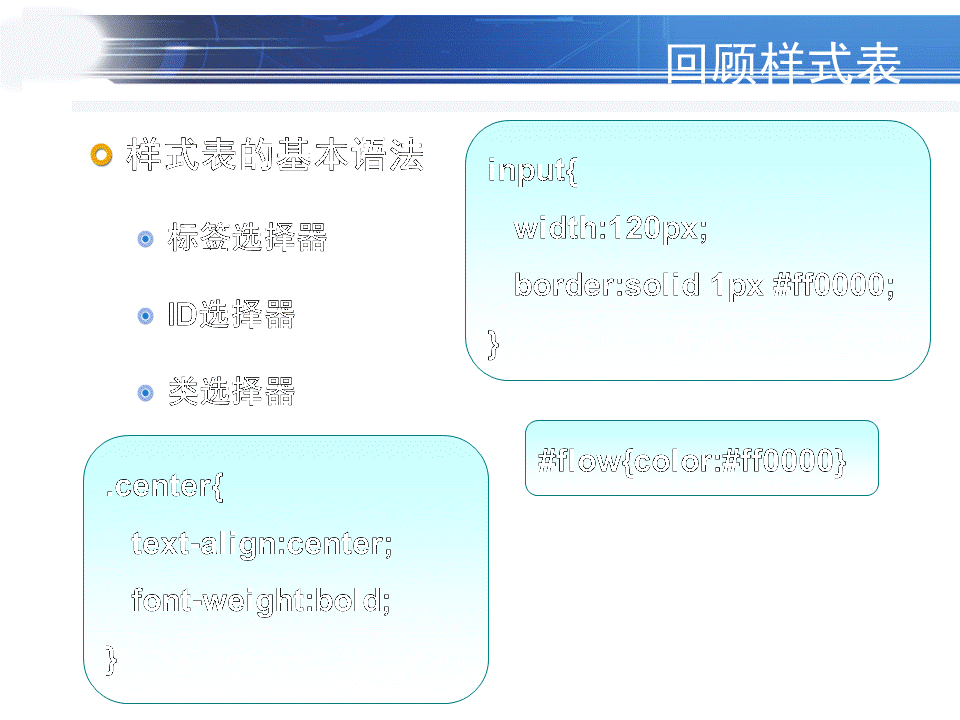 回顾样式表
样式表的基本语法
标签选择器
ID选择器
类选择器
input{
width:120px;
border:solid 1px #ff0000;
}
#flow{color:#ff0000}
.center{
text-align:center;
font-weight:bold;
}